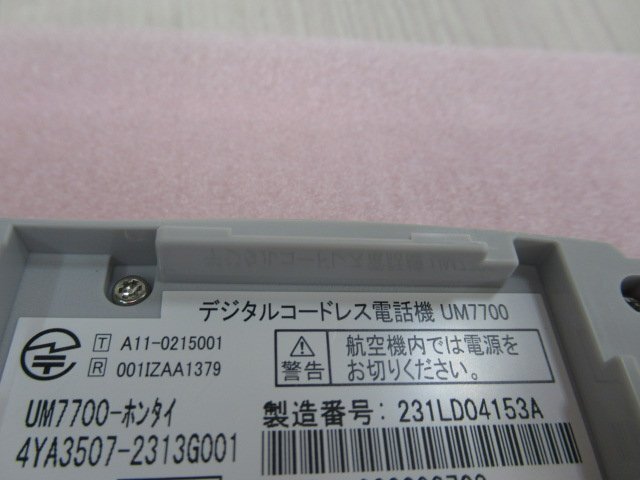 デジタルコードレス電話機 UM7700
T A11-0215001
R 001IZAA1379
警告
航空機内では電源を
お切りください。
UM7700-ホンタイ
4YA3507-2313G001
製造番号: 231LD04153A